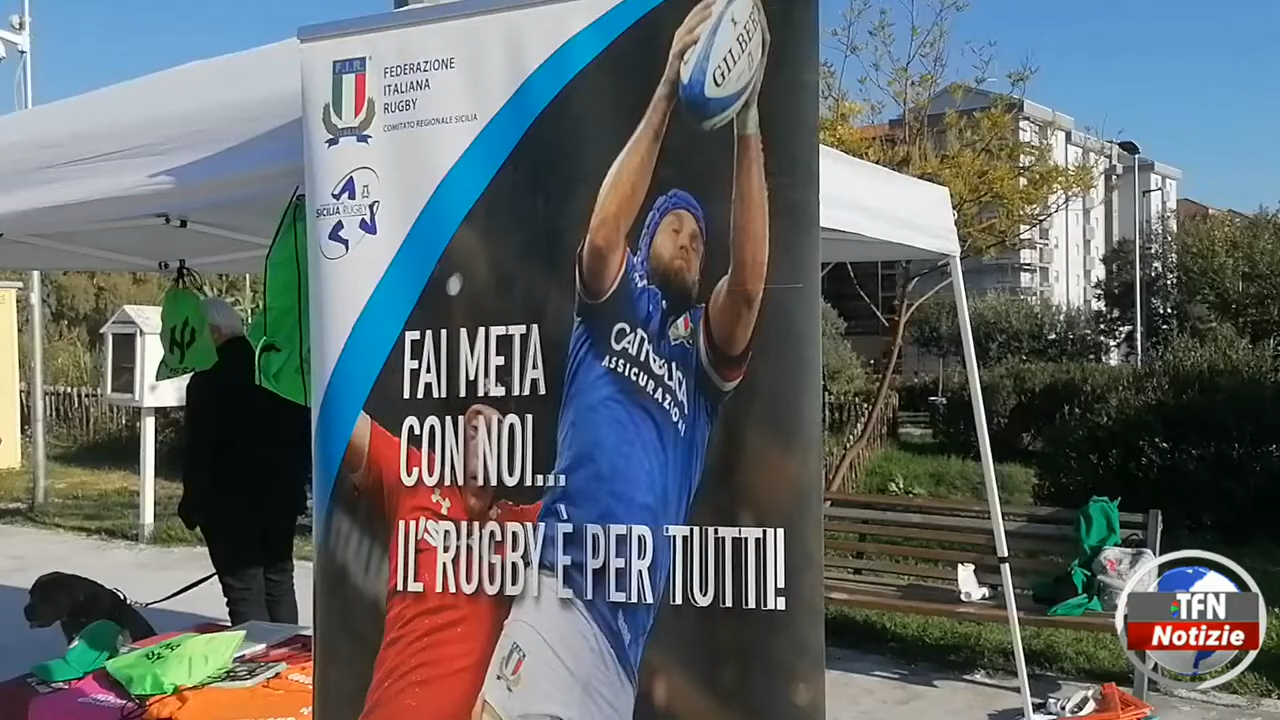 F.I.R.
FEDERAZIONE
ITALIANA
RUGBY
COMITATO REGIONALE SICILIA
SICILIA RUGBY
GILBER
CATTOLICA
ASSICURAZIONI
FAI META
CON NOI...
IL RUGBY È PER TUTTI!
TFN
Notizie